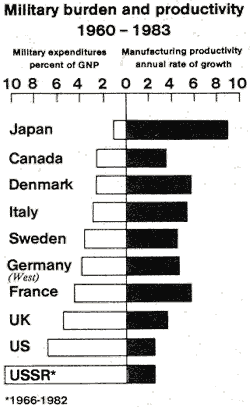 Military burden and productivity
1960 – 1983
Military expenditures
percent of GNP
Manufacturing productivity
annual rate of growth
10 8 6 4 2 0 2 4 6 8 10
Japan
Canada
Denmark
Italy
Sweden
Germany
(West)
France
UK
US
USSR*
*1966-1982